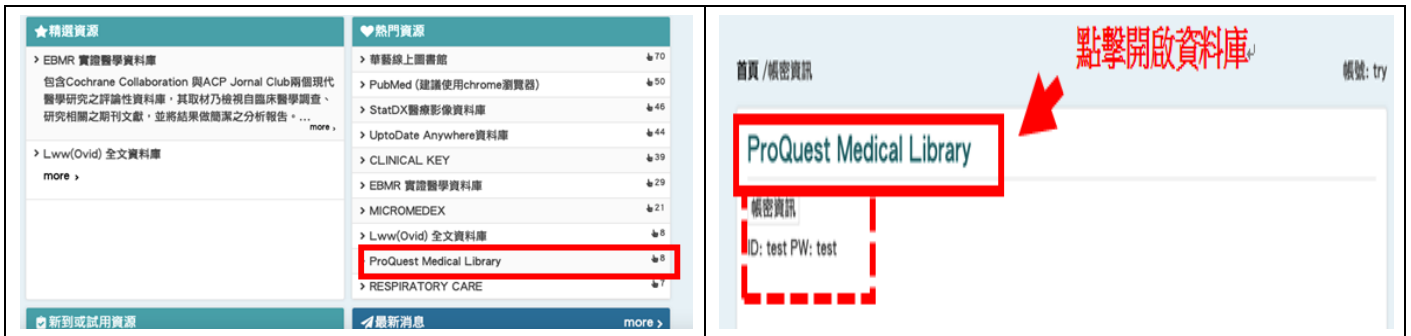 精選資源
EBMR 實證醫學資料庫
包含Cochrane Collaboration 與ACP Jornal Club兩個現代
醫學研究之評論性資料庫，其取材乃檢視自臨床醫學調查、
研究相關之期刊文獻，並將結果做簡潔之分析報告。...
more
Lww(Ovid) 全文資料庫
more
新到或試用資源
熱門資源
華藝線上圖書館 70
PubMed (建議使用chrome瀏覽器) 50
StatDX醫療影像資料庫 46
UptoDate Anywhere資料庫 44
CLINICAL KEY 39
EBMR 實證醫學資料庫 29
MICROMEDEX 21
Lww(Ovid) 全文資料庫 8
ProQuest Medical Library 8
RESPIRATORY CARE 7
最新消息 more
點擊開啟資料庫
首頁 /帳密資訊
帳號: try
ProQuest Medical Library
帳密資訊
ID: test PW: test